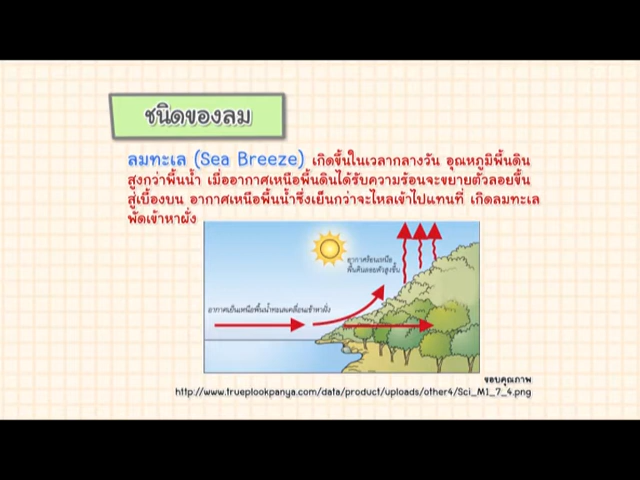 ชนิดของลม
ลมทะเล (Sea Breeze) เกิดขึ้นในเวลากลางวัน อุณหภูมิพื้นดิน
สูงกว่าพื้นน้ำ เมื่ออากาศเหนือพื้นดินได้รับความร้อนจะขยายตัวลอยขึ้น
สู่เบื้องบน อากาศเหนือพื้นน้ำซึ่งเย็นกว่าจะไหลเข้าไปแทนที่ เกิดลมทะเล
พัดเข้าหาฝั่ง
อากาศร้อนเหนือ
พื้นดินลอยตัวสูงขึ้น
อากาศเย็นเหนือพื้นน้ำทะเลเคลื่อนเข้าหาฝั่ง
ขอบคุณภาพ
http://www.trueplookpanya.com/data/product/uploads/other4/Sci_M1_7_4.png